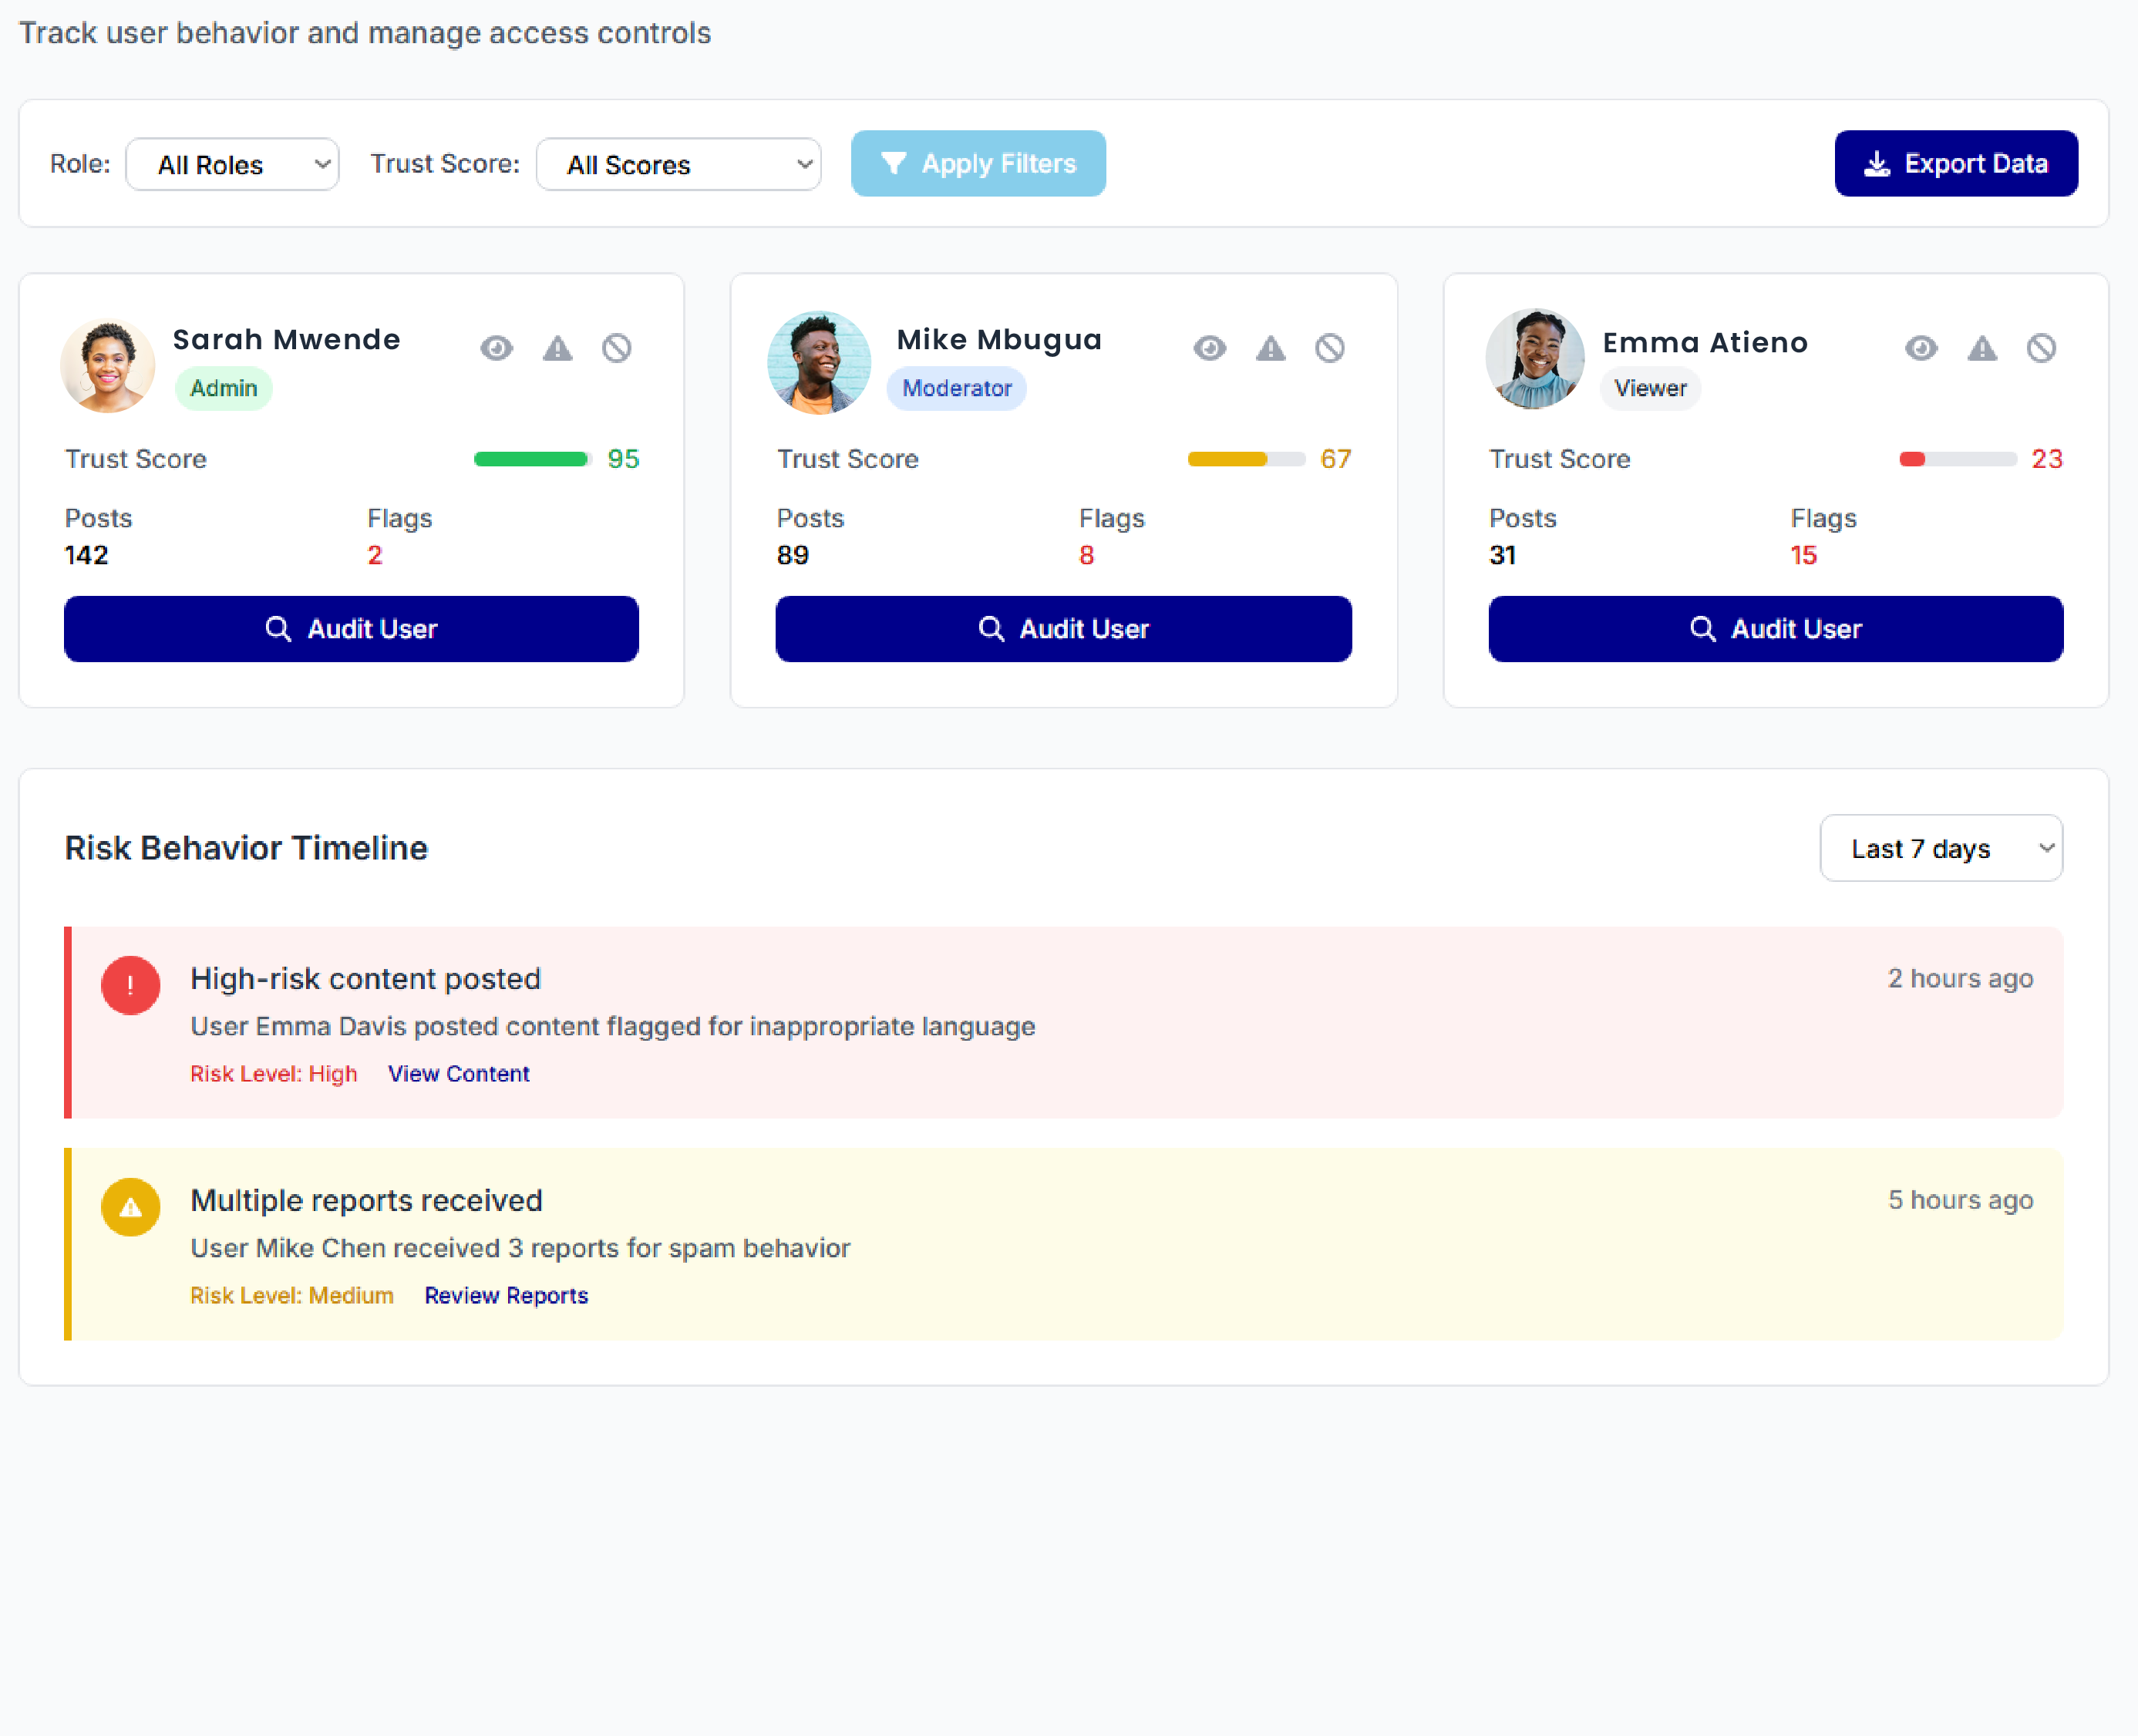 Track user behavior and manage access controls
Role: All Roles Trust Score: All Scores Apply Filters Export Data
Sarah Mwende
Admin
Trust Score 95
Posts Flags
142 2
Audit User
Mike Mbugua
Moderator
Trust Score 67
Posts Flags
89 8
Audit User
Emma Atieno
Viewer
Trust Score 23
Posts Flags
31 15
Audit User
Risk Behavior Timeline Last 7 days
High-risk content posted 2 hours ago
User Emma Davis posted content flagged for inappropriate language
Risk Level: High View Content
Multiple reports received 5 hours ago
User Mike Chen received 3 reports for spam behavior
Risk Level: Medium Review Reports